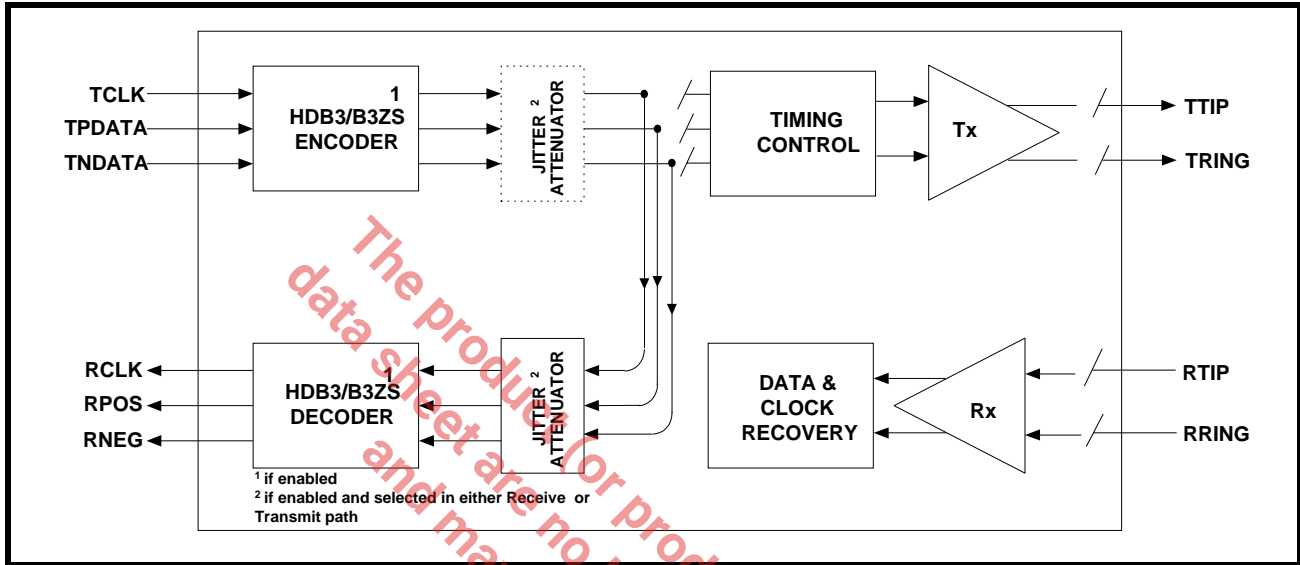 TCLK
TPDATA
TNDATA
1
HDB3/B3ZS
ENCODER
JITTER 2
ATTENUATOR
TIMING
CONTROL
Tx
TTIP
TRING
RCLK
RPOS
RNEG
1
HDB3/B3ZS
DECODER
JITTER 2
ATTENUATOR
DATA &
CLOCK
RECOVERY
Rx
RTIP
RRING
1 if enabled
2 if enabled and selected in either Receive or
Transmit path
The product (or prod
data sheet are no
and ma